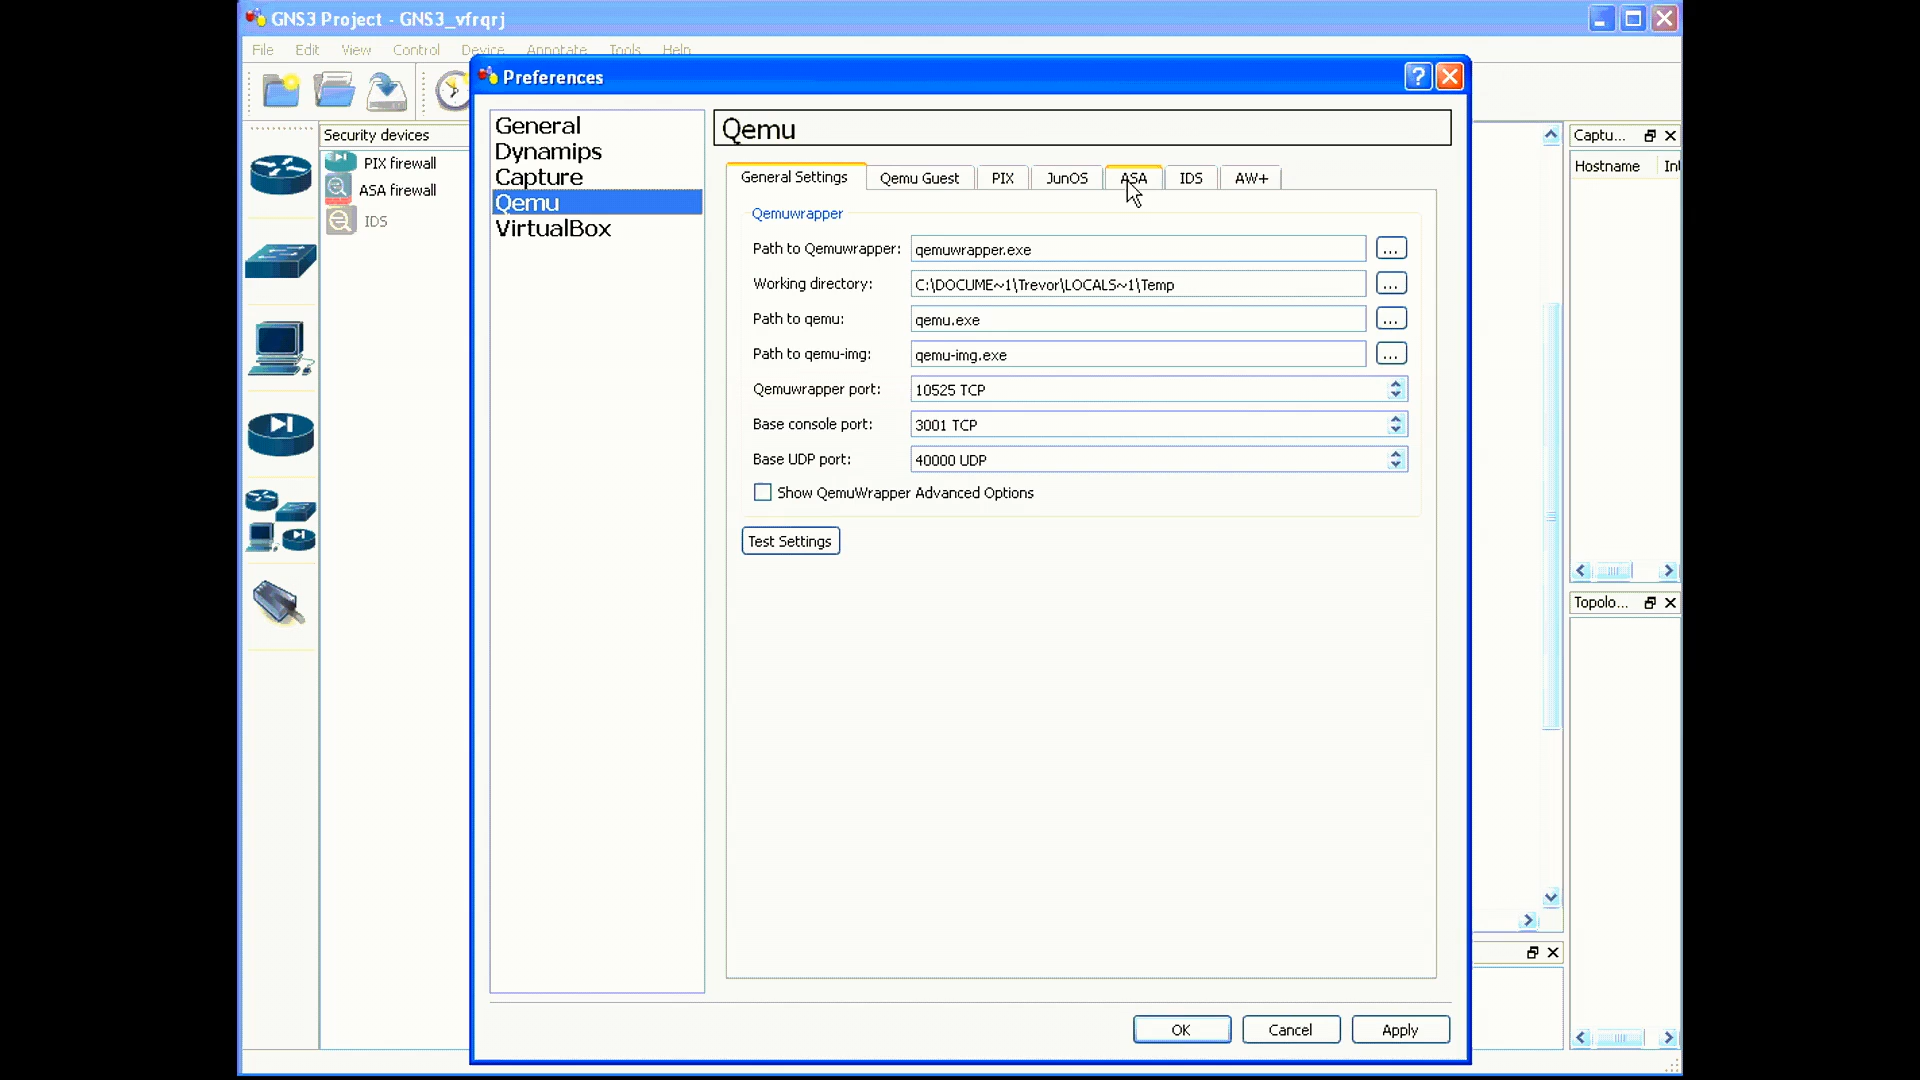 GNS3 Project - GNS3_vfrqrj
File Edit View Control Device Annotate Tools Help
Preferences
Security devices
PIX firewall
ASA firewall
IDS
General
Dynamips
Capture
Qemu
VirtualBox
Qemu
General Settings Qemu Guest PIX JunOS ASA IDS AW+
Qemuwrapper
Path to Qemuwrapper: qemuwrapper.exe ...
Working directory: C:\DOCUME~1\Trevor\LOCALS~1\Temp ...
Path to qemu: qemu.exe ...
Path to qemu-img: qemu-img.exe ...
Qemuwrapper port: 10525 TCP
Base console port: 3001 TCP
Base UDP port: 40000 UDP
Show QemuWrapper Advanced Options
Test Settings
OK Cancel Apply
Captu...
Hostname
Topolo...